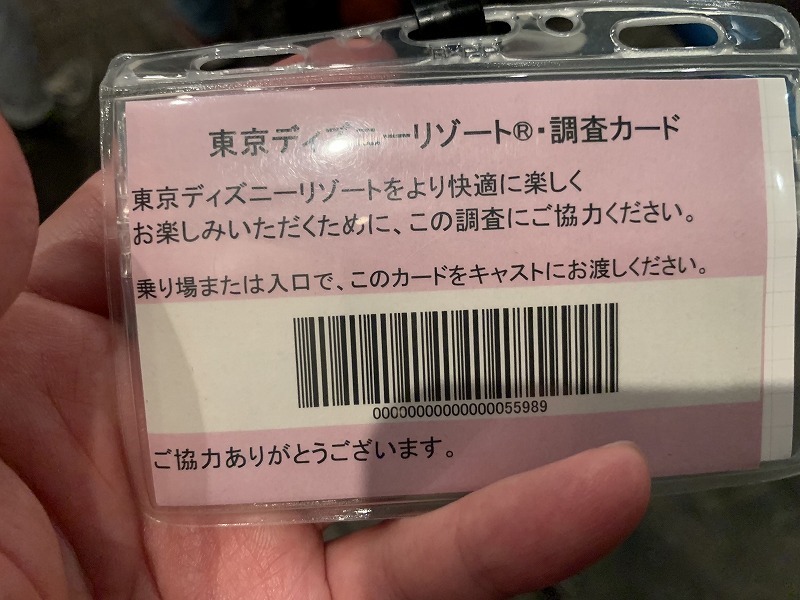 東京ディズニーリゾート®・調査カード
東京ディズニーリゾートをより快適に楽しく
お楽しみいただくために、この調査にご協力ください。
乗り場または入口で、このカードをキャストにお渡しください。
00000000000000055989
ご協力ありがとうございます。